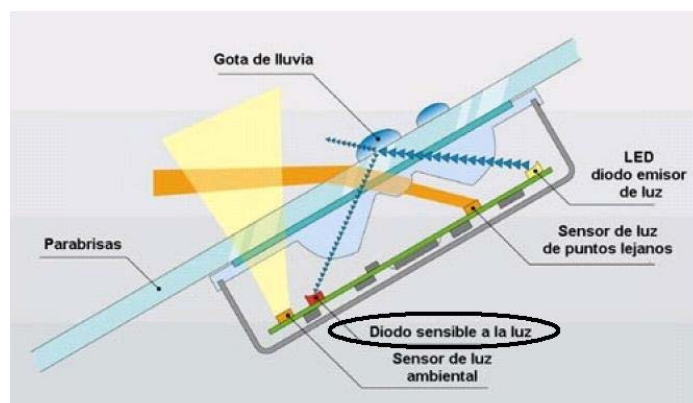 Gota de lluvia
LED
diodo emisor
de luz
Sensor de luz
de puntos lejanos
Parabrisas
Diodo sensible a la luz
Sensor de luz
ambiental